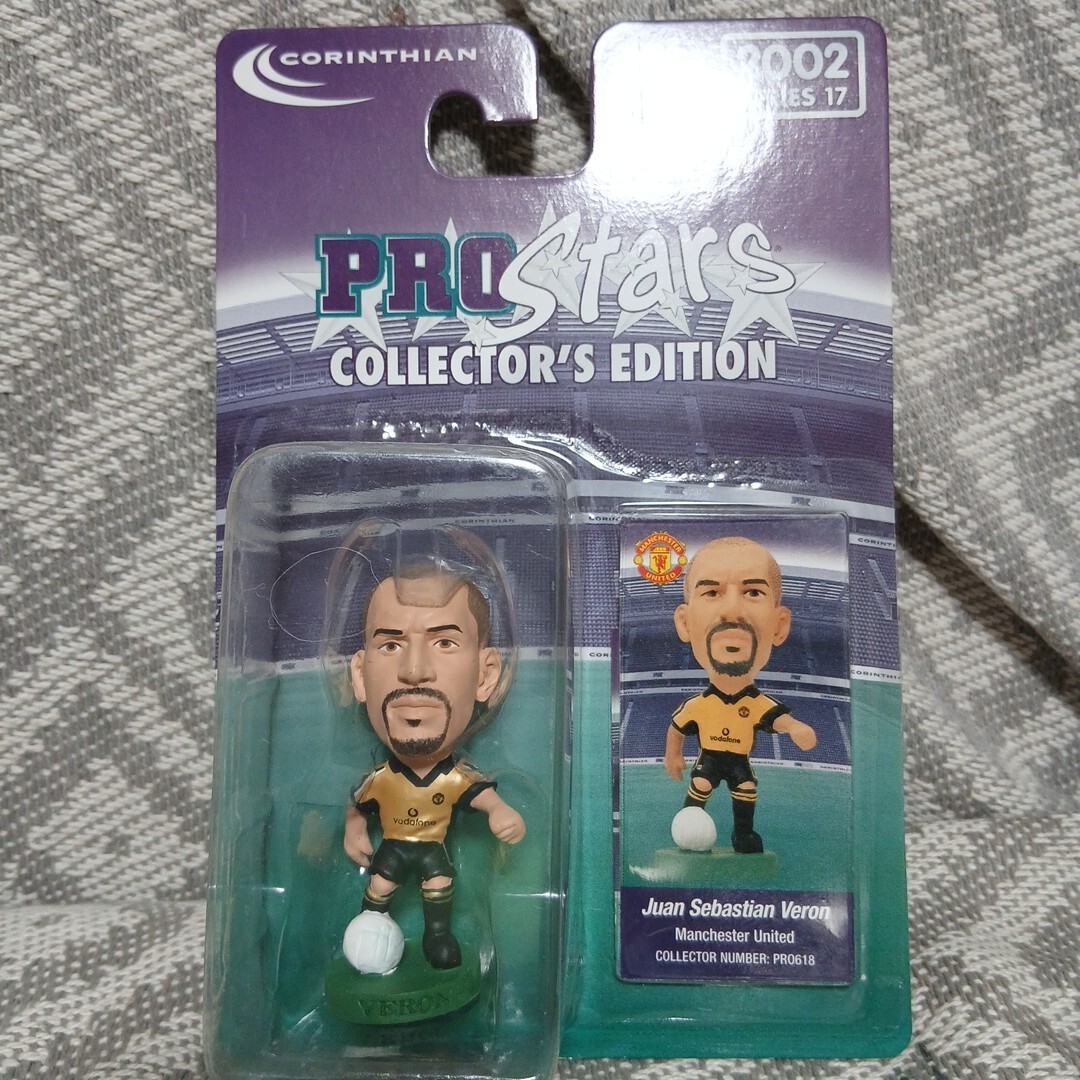 CORINTHIAN
2002
SERIES 17
PRO Stars
COLLECTOR'S EDITION
CORINTHIAN
MANCHESTER
UNITED
vodafone
vodafone
VERON
Juan Sebastian Veron
Manchester United
COLLECTOR NUMBER: PRO618